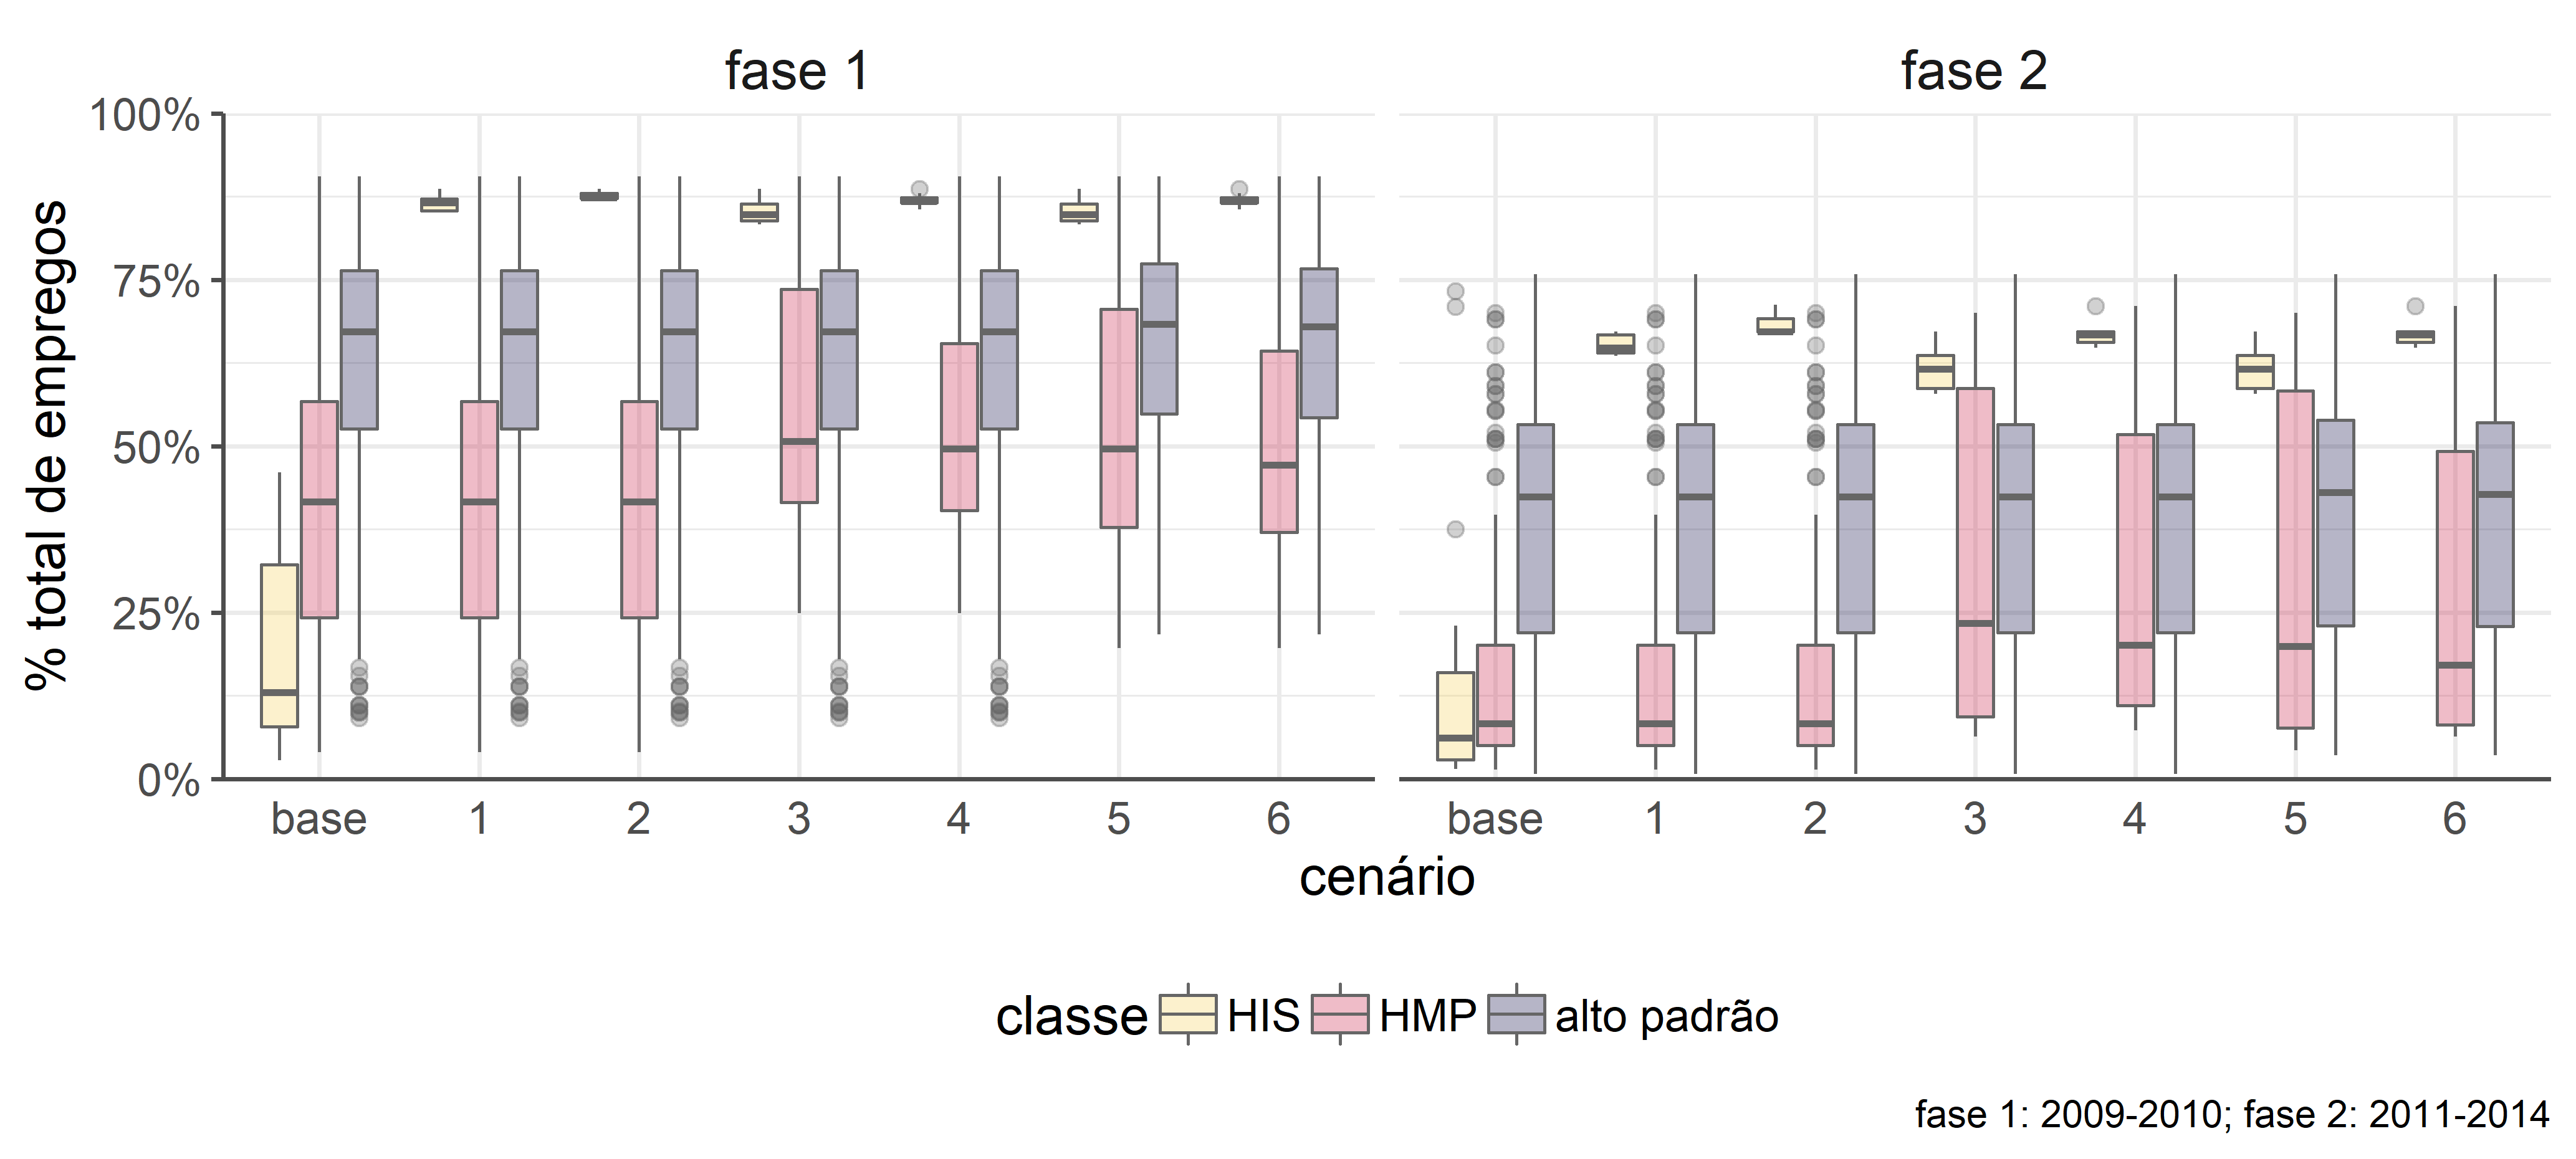 fase 1
fase 2
% total de empregos
100%
75%
50%
25%
0%
base 1 2 3 4 5 6
base 1 2 3 4 5 6
cenário
classe HIS HMP alto padrão
fase 1: 2009-2010; fase 2: 2011-2014